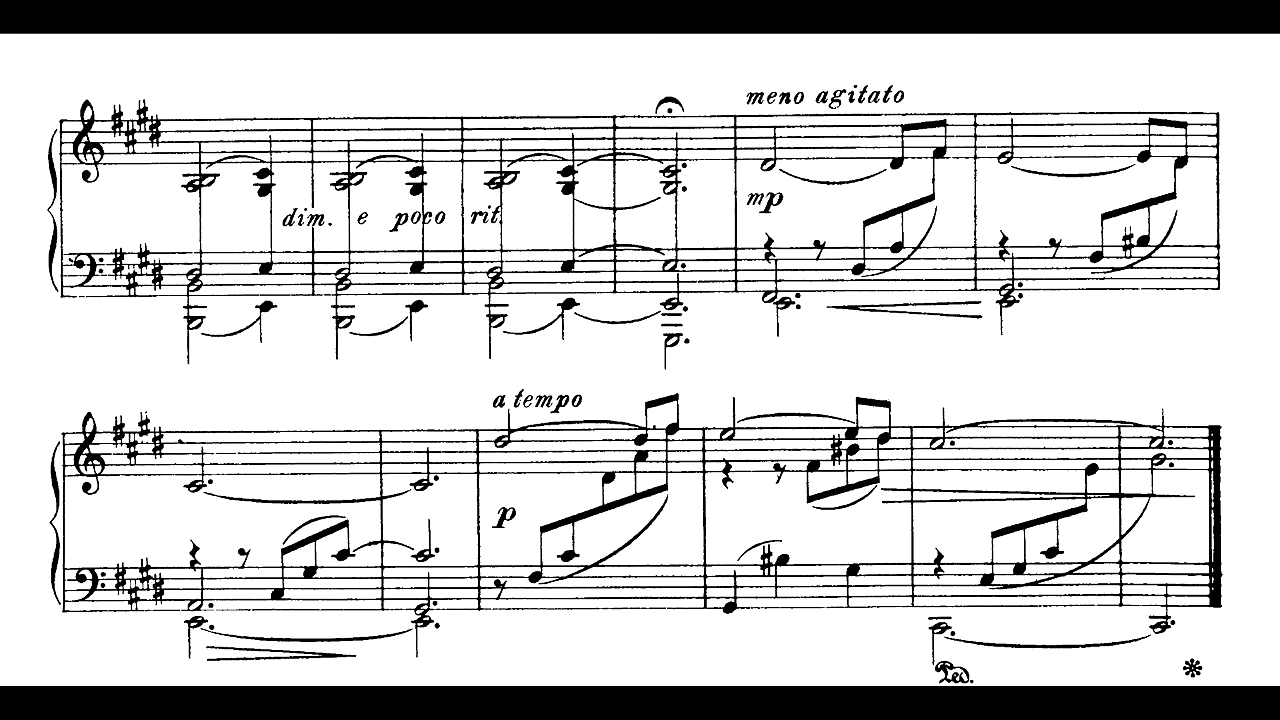 meno agitato
mp
dim. e poco rit.
a tempo
p
Ped.